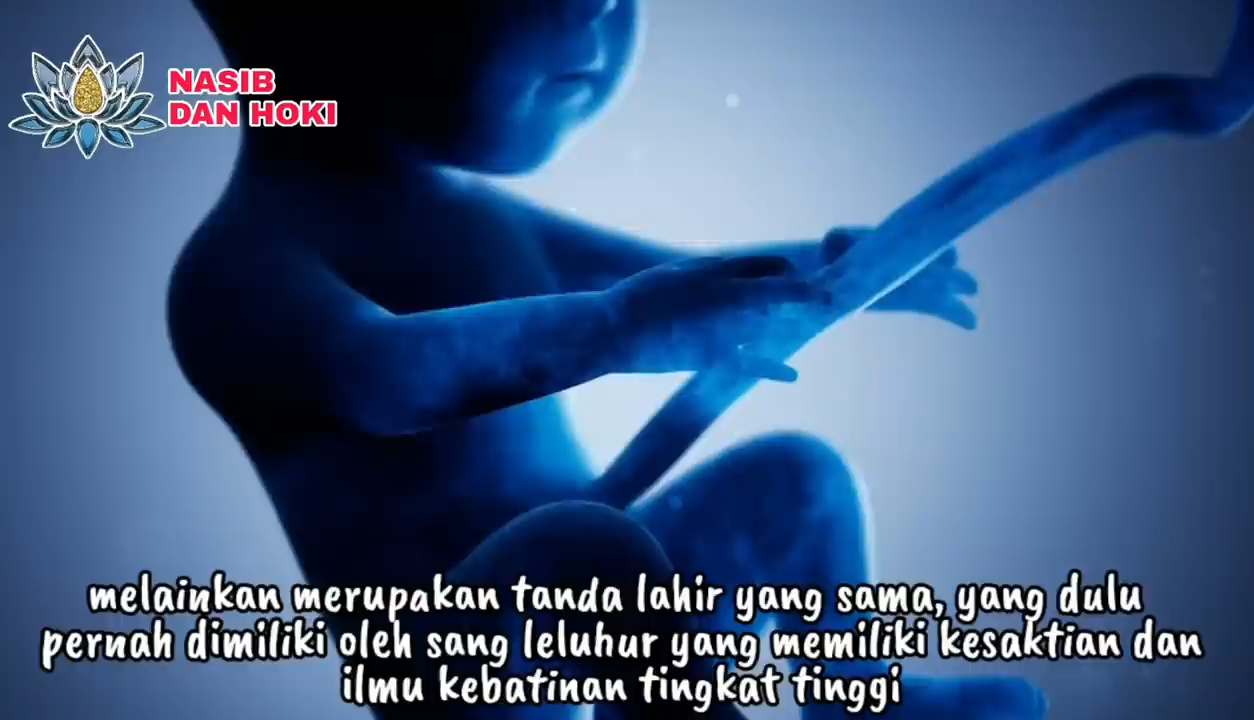 NASIB
DAN HOKI
melainkan merupakan tanda lahir yang sama, yang dulu
pernah dimiliki oleh sang leluhur yang memiliki kesaktian dan
ilmu kebatinan tingkat tinggi